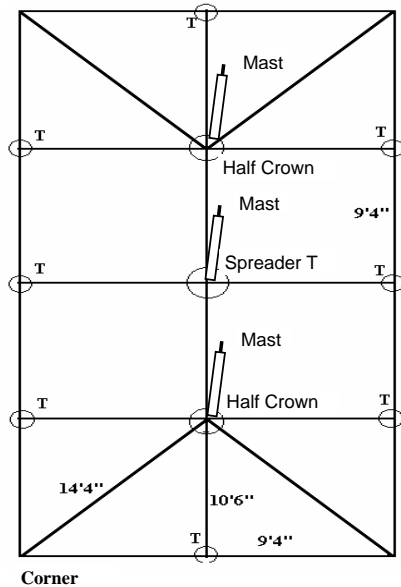 T
Mast
T
T
Half Crown
Mast
9'4"
Spreader T
T
T
Mast
Half Crown
T
T
14'4"
10'6"
T
9'4"
Corner